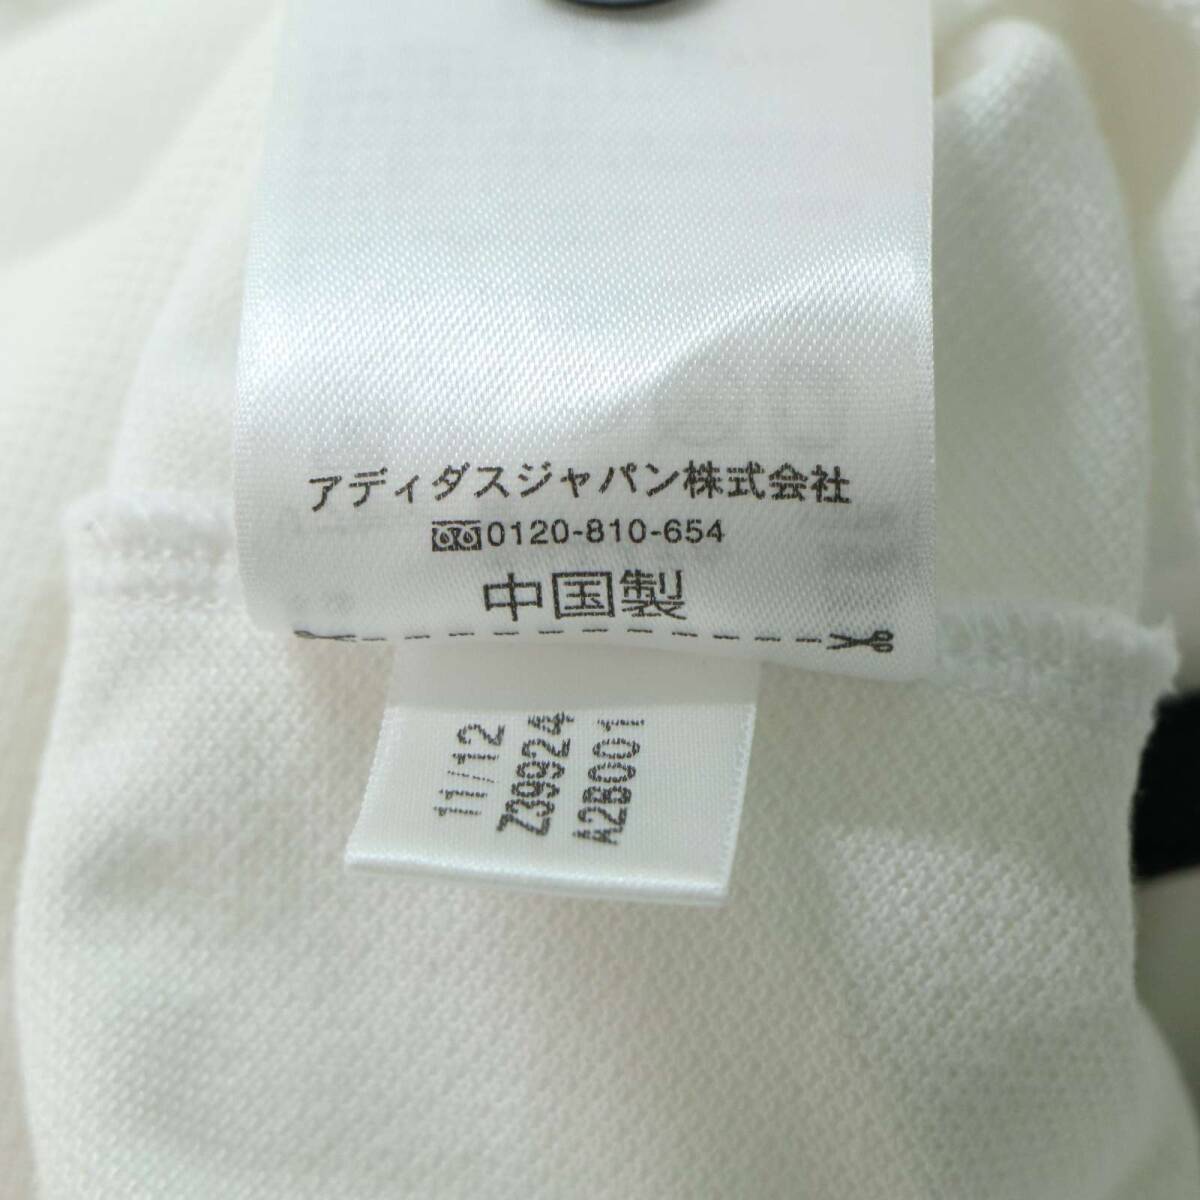 アディダスジャパン株式会社
0120-810-654
中国製
11/12
Z39924
A2B001